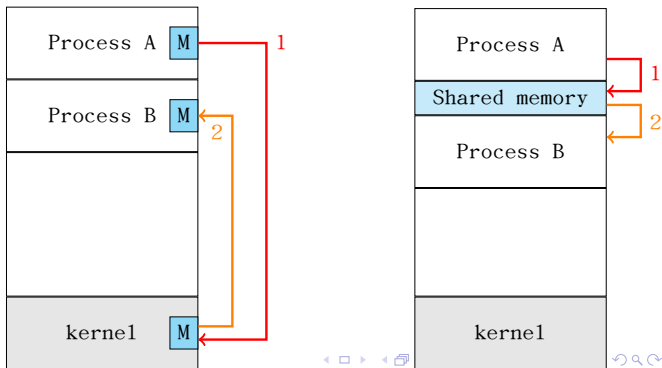 Process A M
1
Process B M
2
kernel M
Process A
1
Shared memory
2
Process B
kernel